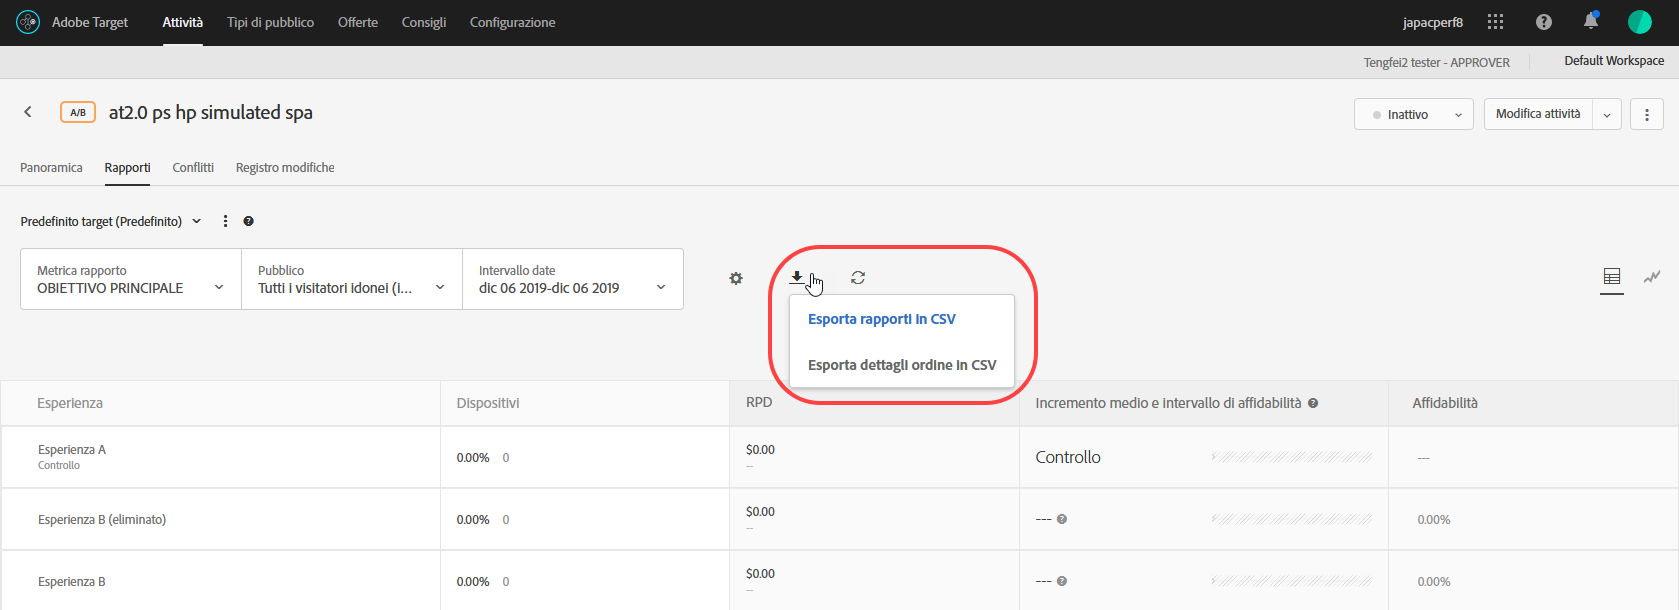 Adobe Target
Attività
Tipi di pubblico
Offerte
Consigli
Configurazione
japacperf8
Tengfei2 tester - APPROVER
Default Workspace
A/B
at2.0 ps hp simulated spa
Inattivo
Modifica attività
Panoramica
Rapporti
Conflitti
Registro modifiche
Predefinito target (Predefinito)
Metrica rapporto
OBIETTIVO PRINCIPALE
Pubblico
Tutti i visitatori idonei (i...
Intervallo date
dic 06 2019-dic 06 2019
Esporta rapporti in CSV
Esporta dettagli ordine in CSV
Esperienza
Dispositivi
RPD
Incremento medio e intervallo di affidabilità
Affidabilità
Esperienza A
Controllo
0.00% 0
$0.00
--
Controllo
---
Esperienza B (eliminato)
0.00% 0
$0.00
--
---
0.00%
Esperienza B
0.00% 0
$0.00
--
---
0.00%